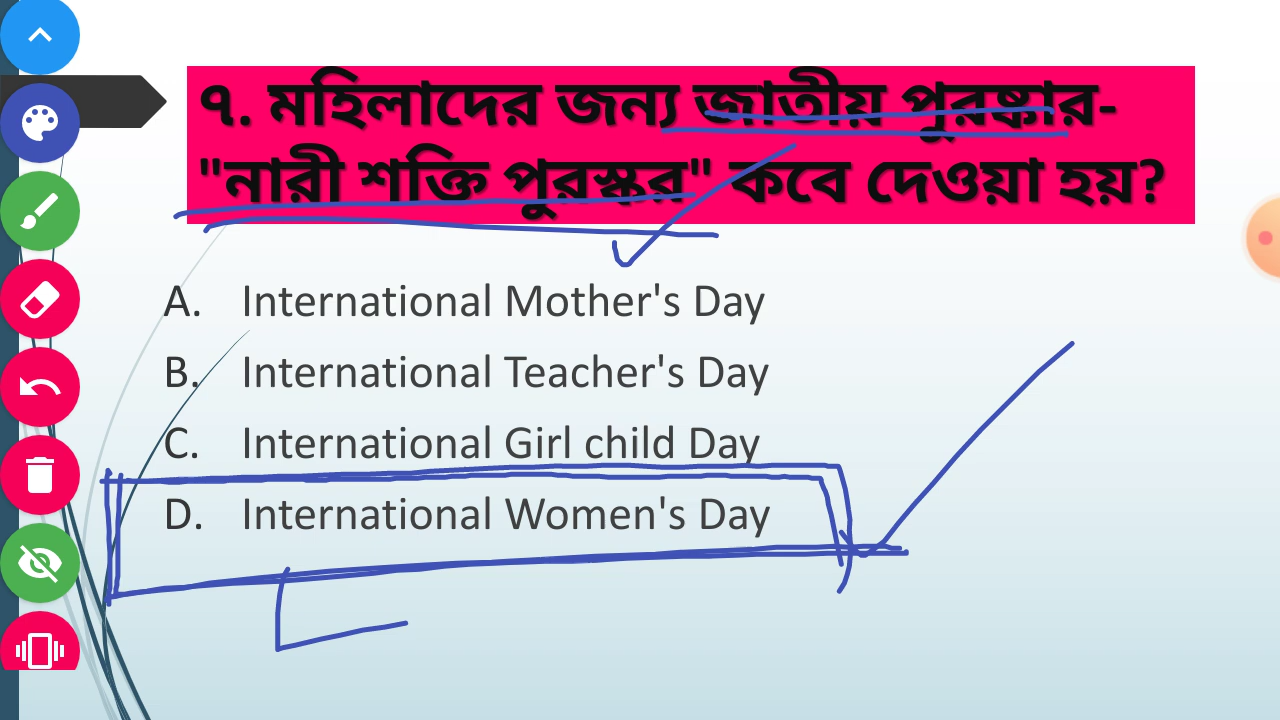 ৭. মহিলাদের জন্য জাতীয় পুরষ্কার-
"নারী শক্তি পুরস্কর" কবে দেওয়া হয়?
A. International Mother's Day
B. International Teacher's Day
C. International Girl child Day
D. International Women's Day